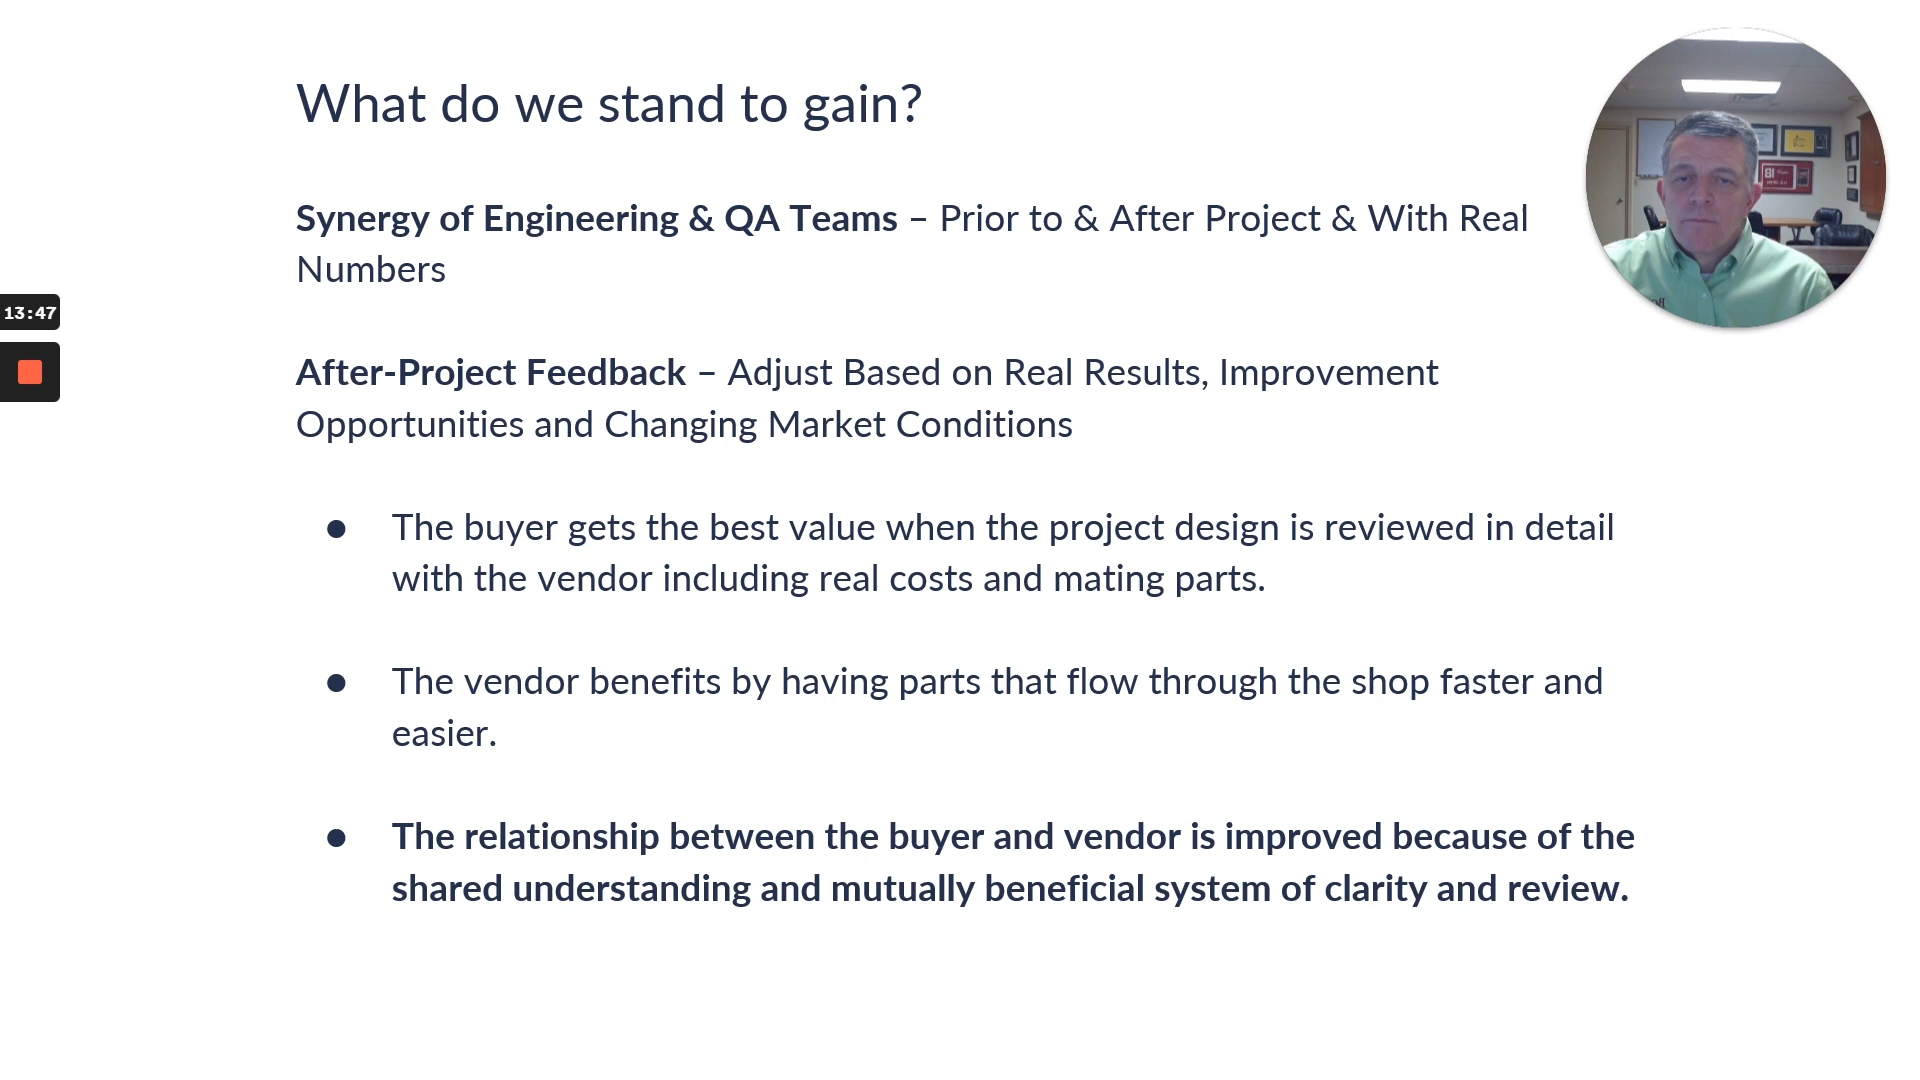 What do we stand to gain?
Synergy of Engineering & QA Teams – Prior to & After Project & With Real
Numbers
13:47
After-Project Feedback – Adjust Based on Real Results, Improvement
Opportunities and Changing Market Conditions
● The buyer gets the best value when the project design is reviewed in detail
with the vendor including real costs and mating parts.
● The vendor benefits by having parts that flow through the shop faster and
easier.
● The relationship between the buyer and vendor is improved because of the
shared understanding and mutually beneficial system of clarity and review.